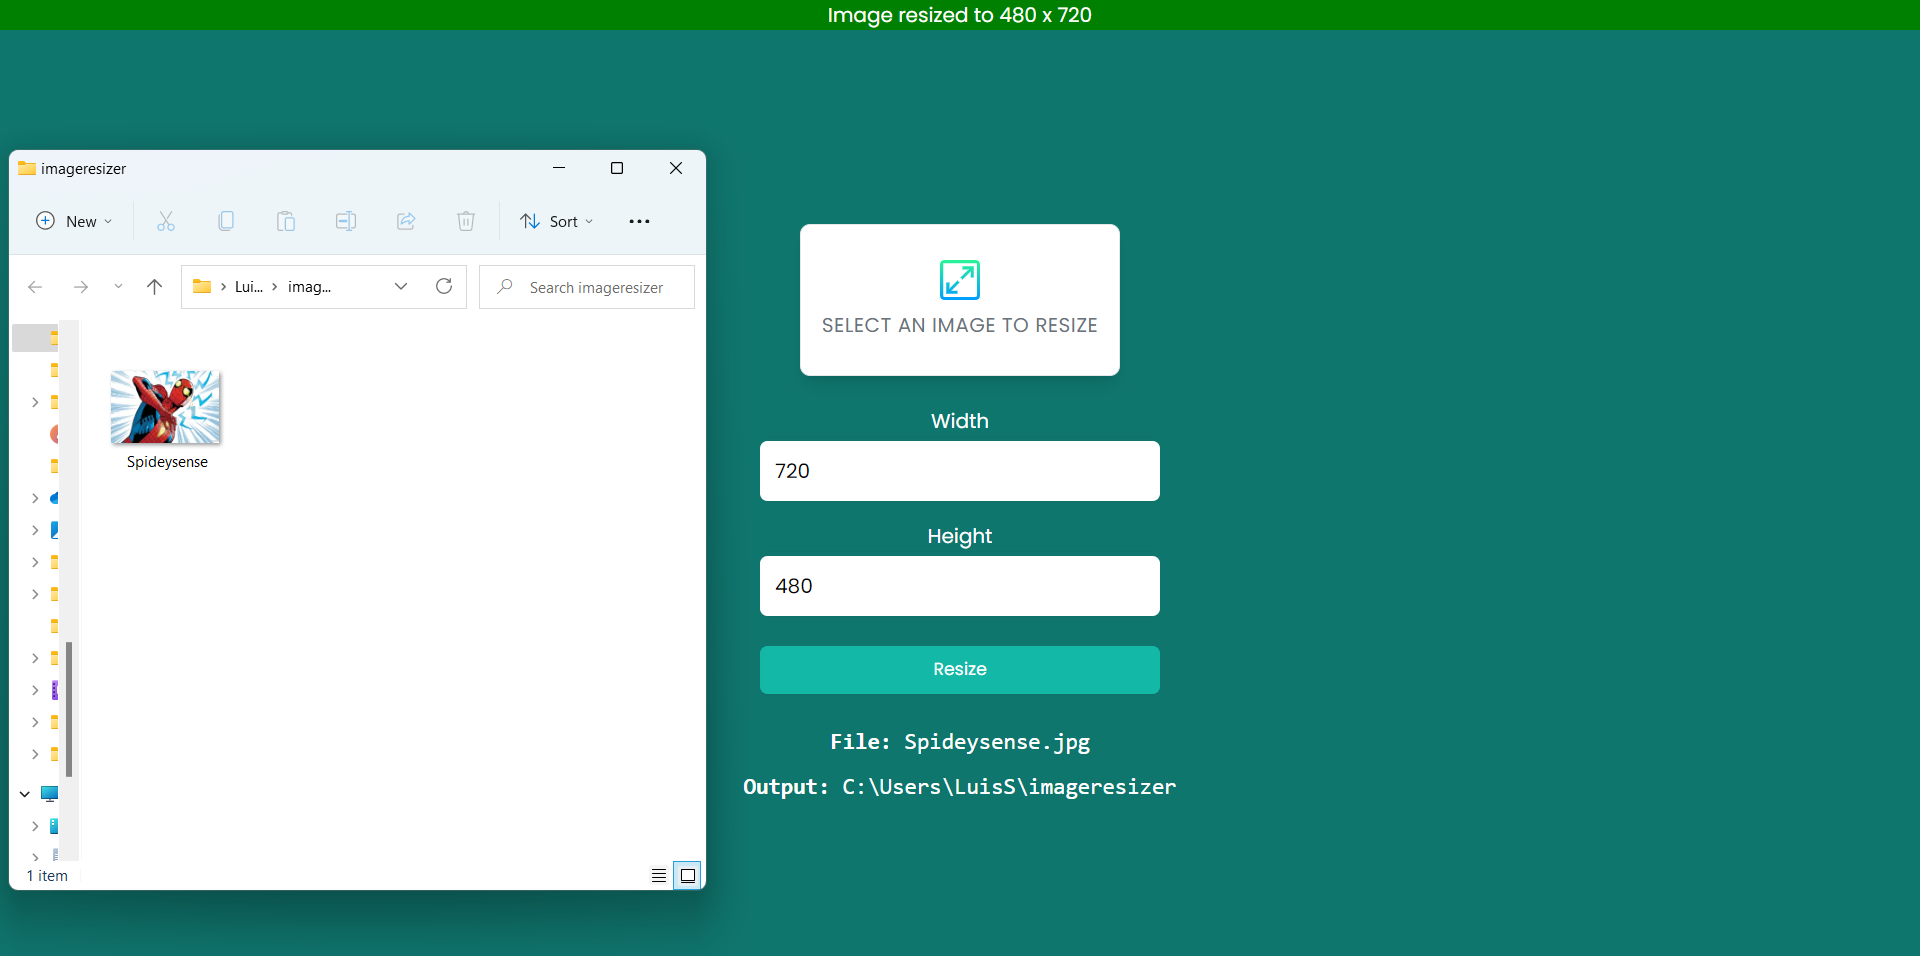 Image resized to 480 x 720
imageresizer
New
Sort
Lui...
imag...
Search imageresizer
Spideysense
1 item
SELECT AN IMAGE TO RESIZE
Width
720
Height
480
Resize
File: Spideysense.jpg
Output: C:\Users\LuisS\imageresizer